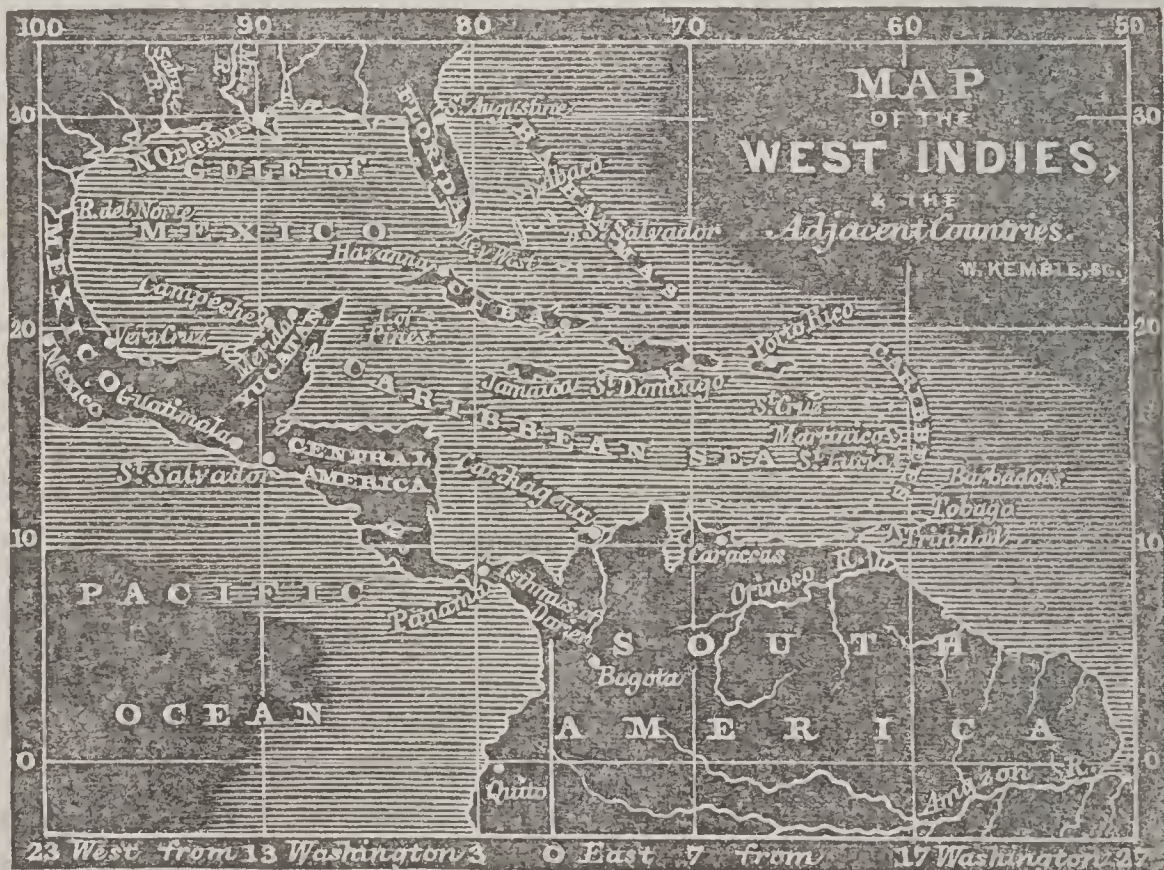 100 90 80 70 60 50
MAP
OF THE
WEST INDIES,
& THE
Adjacent Countries.
W. KEMBLE, SC.
30
30
Sabine R.
Miss. R.
N Orleans
GULF of
MEXICO
FLORIDA
St. Augustine
BAHAMAS
Abaco
St. Salvador
R. del Norte
MEXICO
Key West
Havanna
CUBA
Campeche
Merida
YUCATAN
I. of
Pines
20
20
Vera Cruz
Mexico
Porto Rico
Jamaica
St. Domingo
CARIBBEAN SEA
CARIBBEE
Is
St. Cruz
Martinico
St. Lucia
Guatimala
St. Salvador
CENTRAL
AMERICA
Carthagena
Barbadoes
Tobago
Trinidad
10
10
Caraccas
Orinoco R.
PACIFIC
OCEAN
Panama
Isthmus of
Darien
Bogota
SOUTH
AMERICA
0
0
Quito
Amazon R.
23 West from 13 Washington 3 0 East 7 from 17 Washington 27